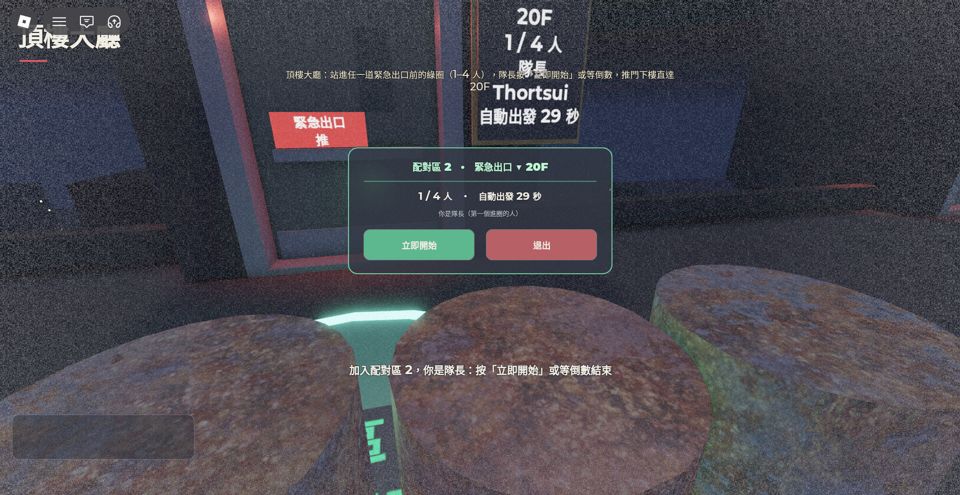 頂樓大廳
20F
1 / 4 人
隊長
Thortsui
自動出發 29 秒
頂樓大廳：站進任一道緊急出口前的綠圈（1–4 人），隊長按「立即開始」或等倒數，推門下樓直達
20F
緊急出口
推
配對區 2 • 緊急出口 ▼ 20F
1 / 4 人 • 自動出發 29 秒
你是隊長（第一個進圈的人）
立即開始
退出
加入配對區 2，你是隊長：按「立即開始」或等倒數結束